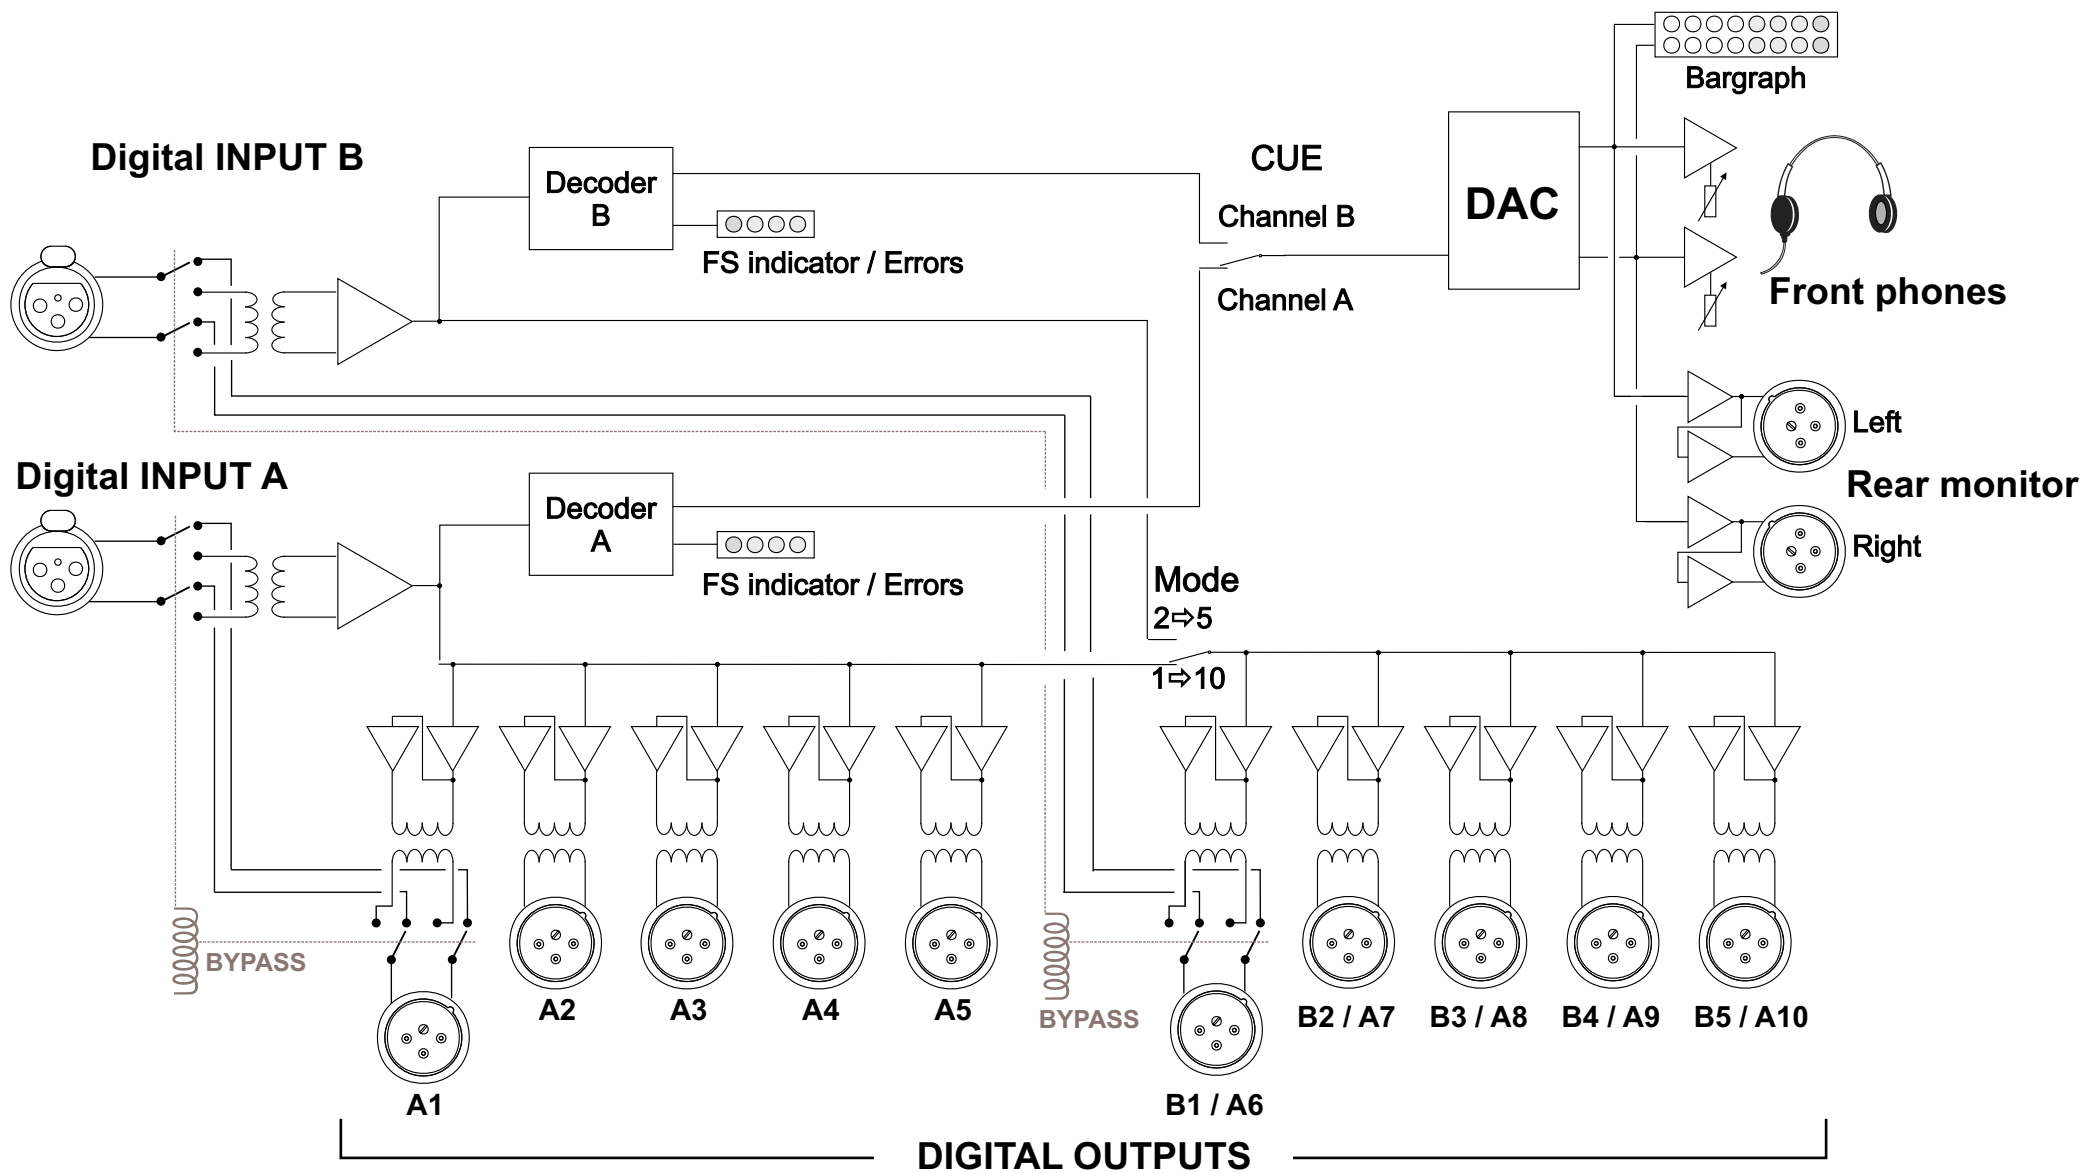 Bargraph
Digital INPUT B
Decoder
B
FS indicator / Errors
CUE
Channel B
Channel A
DAC
Front phones
Left
Rear monitor
Right
Digital INPUT A
Decoder
A
FS indicator / Errors
Mode
2⇨5
1⇨10
BYPASS
A1
A2
A3
A4
A5
BYPASS
B1 / A6
B2 / A7
B3 / A8
B4 / A9
B5 / A10
DIGITAL OUTPUTS